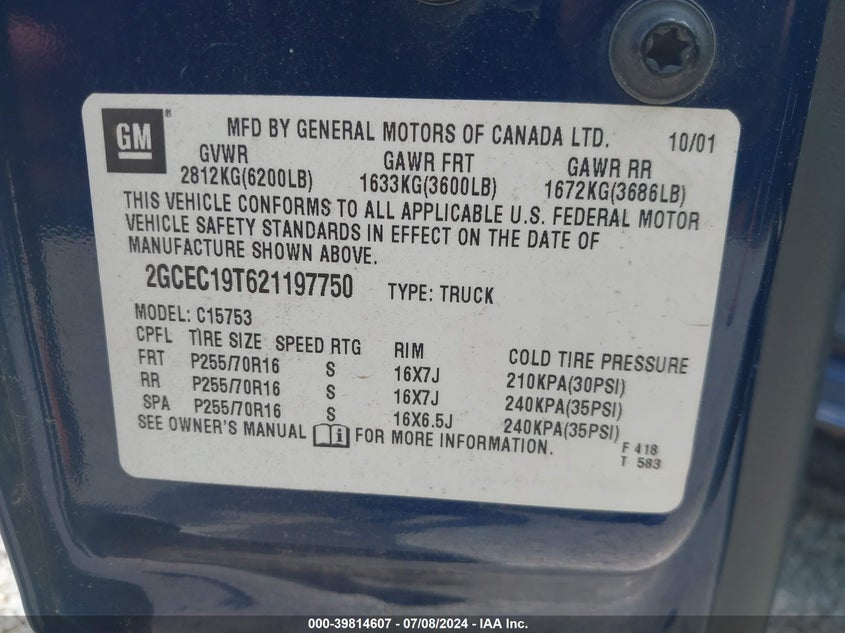 GM® MFD BY GENERAL MOTORS OF CANADA LTD. 10/01
GVWR GAWR FRT GAWR RR
2812KG(6200LB) 1633KG(3600LB) 1672KG(3686LB)
THIS VEHICLE CONFORMS TO ALL APPLICABLE U.S. FEDERAL MOTOR
VEHICLE SAFETY STANDARDS IN EFFECT ON THE DATE OF
MANUFACTURE SHOWN ABOVE.
2GCEC19T621197750 TYPE: TRUCK
MODEL: C15753
CPFL TIRE SIZE SPEED RTG RIM COLD TIRE PRESSURE
FRT P255/70R16 S 16X7J 210KPA(30PSI)
RR P255/70R16 S 16X7J 240KPA(35PSI)
SPA P255/70R16 S 16X6.5J 240KPA(35PSI)
SEE OWNER'S MANUAL FOR MORE INFORMATION.
F 418
T 583
000-39814607 - 07/08/2024 - IAA Inc.